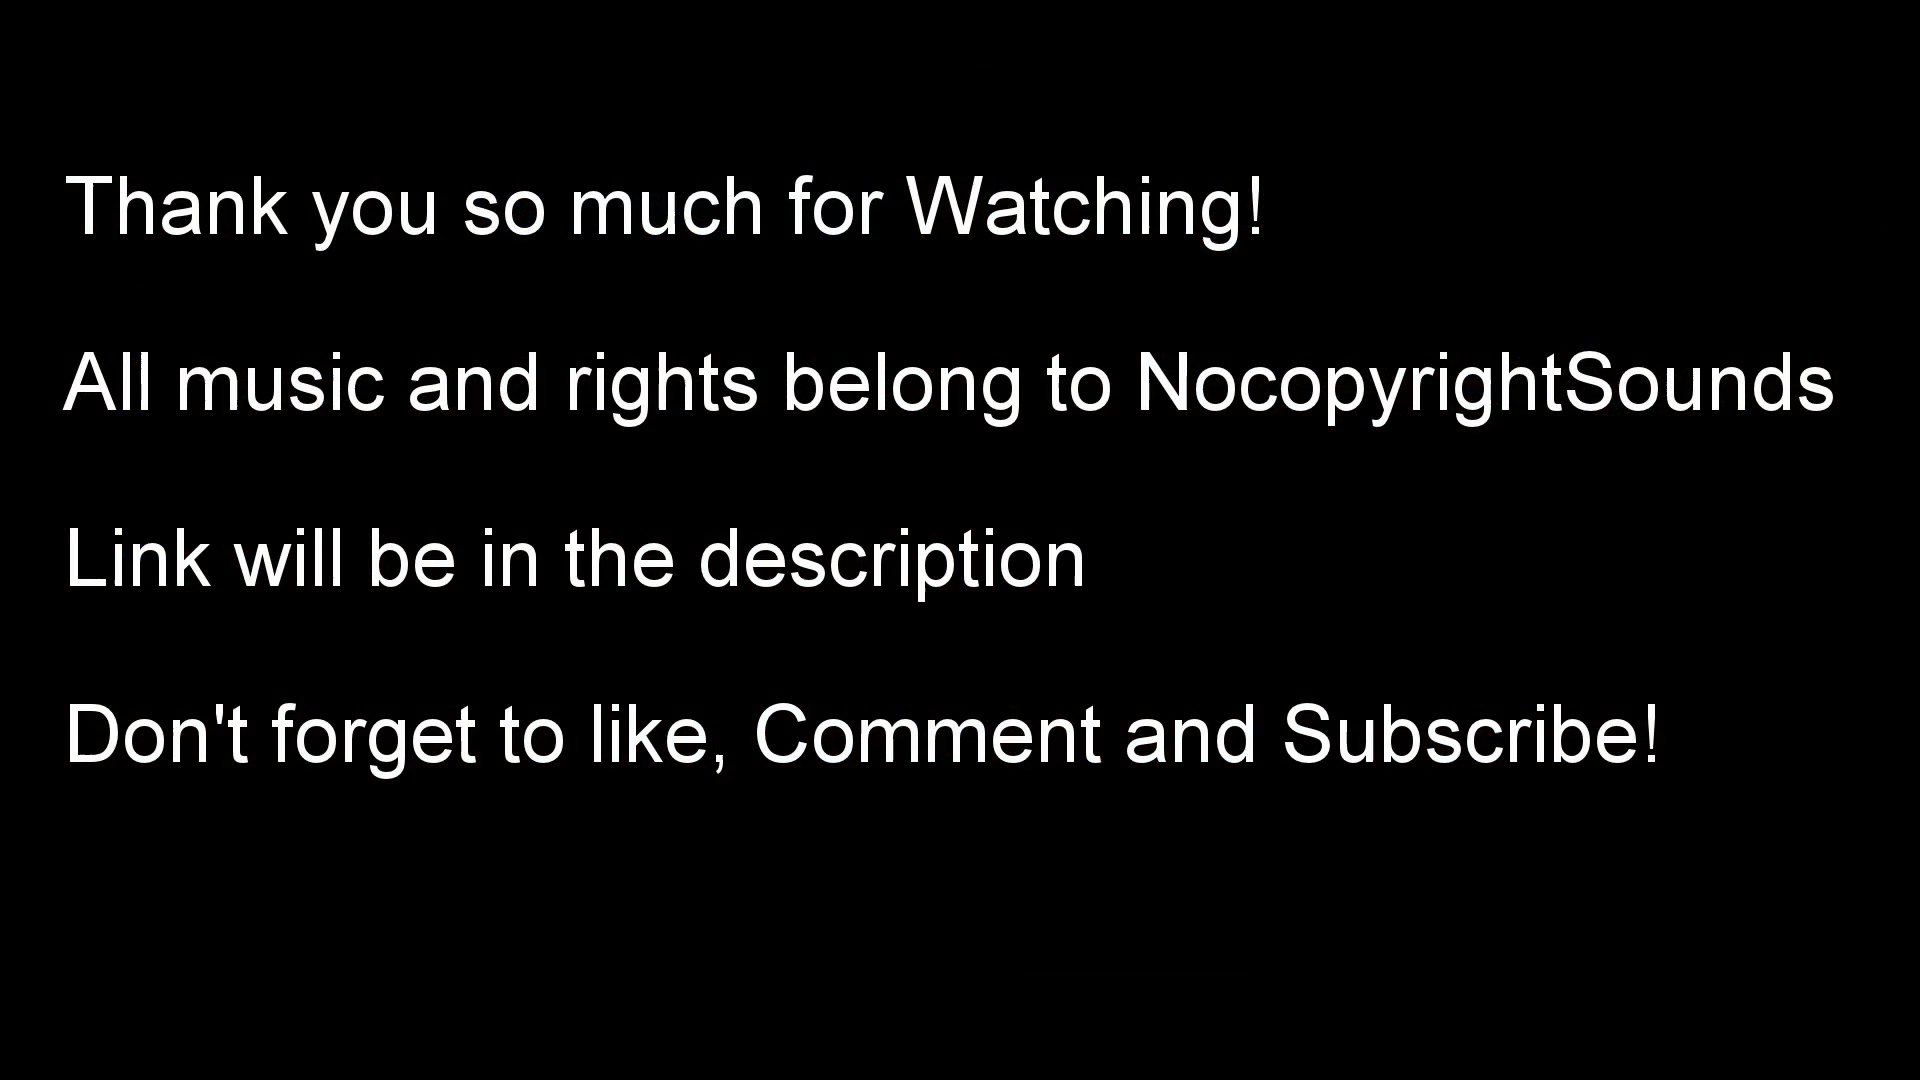 Thank you so much for Watching!
All music and rights belong to NocopyrightSounds
Link will be in the description
Don't forget to like, Comment and Subscribe!